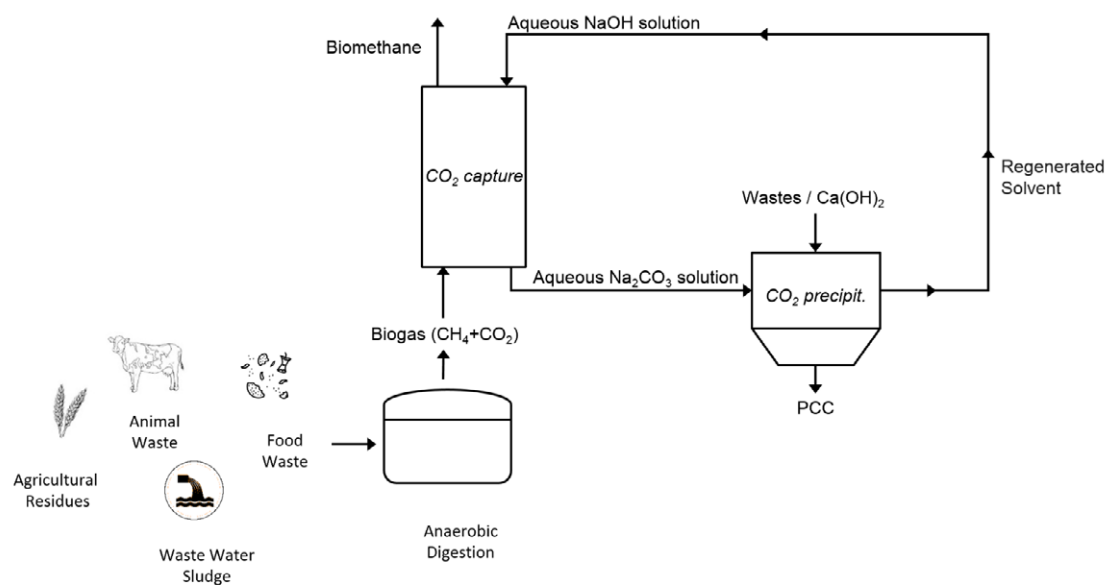 Aqueous NaOH solution
Biomethane
CO₂ capture
Regenerated
Solvent
Wastes / Ca(OH)₂
Aqueous Na₂CO₃ solution
CO₂ precipit.
Biogas (CH₄+CO₂)
PCC
Animal
Waste
Food
Waste
Agricultural
Residues
Anaerobic
Digestion
Waste Water
Sludge